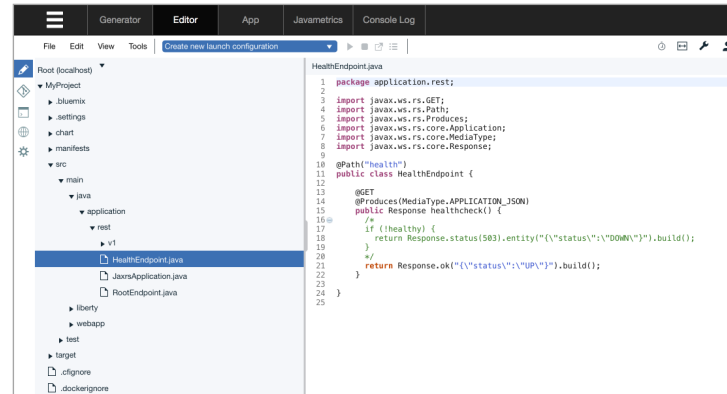 Generator Editor App Javametrics Console Log
File Edit View Tools Create new launch configuration
Root (localhost)
MyProject
.bluemix
.settings
chart
manifests
src
main
java
application
rest
v1
HealthEndpoint.java
JaxrsApplication.java
RootEndpoint.java
liberty
webapp
test
target
.cfignore
.dockerignore
HealthEndpoint.java
1 package application.rest;
2
3 import javax.ws.rs.GET;
4 import javax.ws.rs.Path;
5 import javax.ws.rs.Produces;
6 import javax.ws.rs.core.Application;
7 import javax.ws.rs.core.MediaType;
8 import javax.ws.rs.core.Response;
9
10 @Path("health")
11 public class HealthEndpoint {
12
13 @GET
14 @Produces(MediaType.APPLICATION_JSON)
15 public Response healthcheck() {
16 /*
17 if (!healthy) {
18 return Response.status(503).entity("{\"status\":\"DOWN\"}").build();
19 }
20 */
21 return Response.ok("{\"status\":\"UP\"}").build();
22 }
23
24 }
25